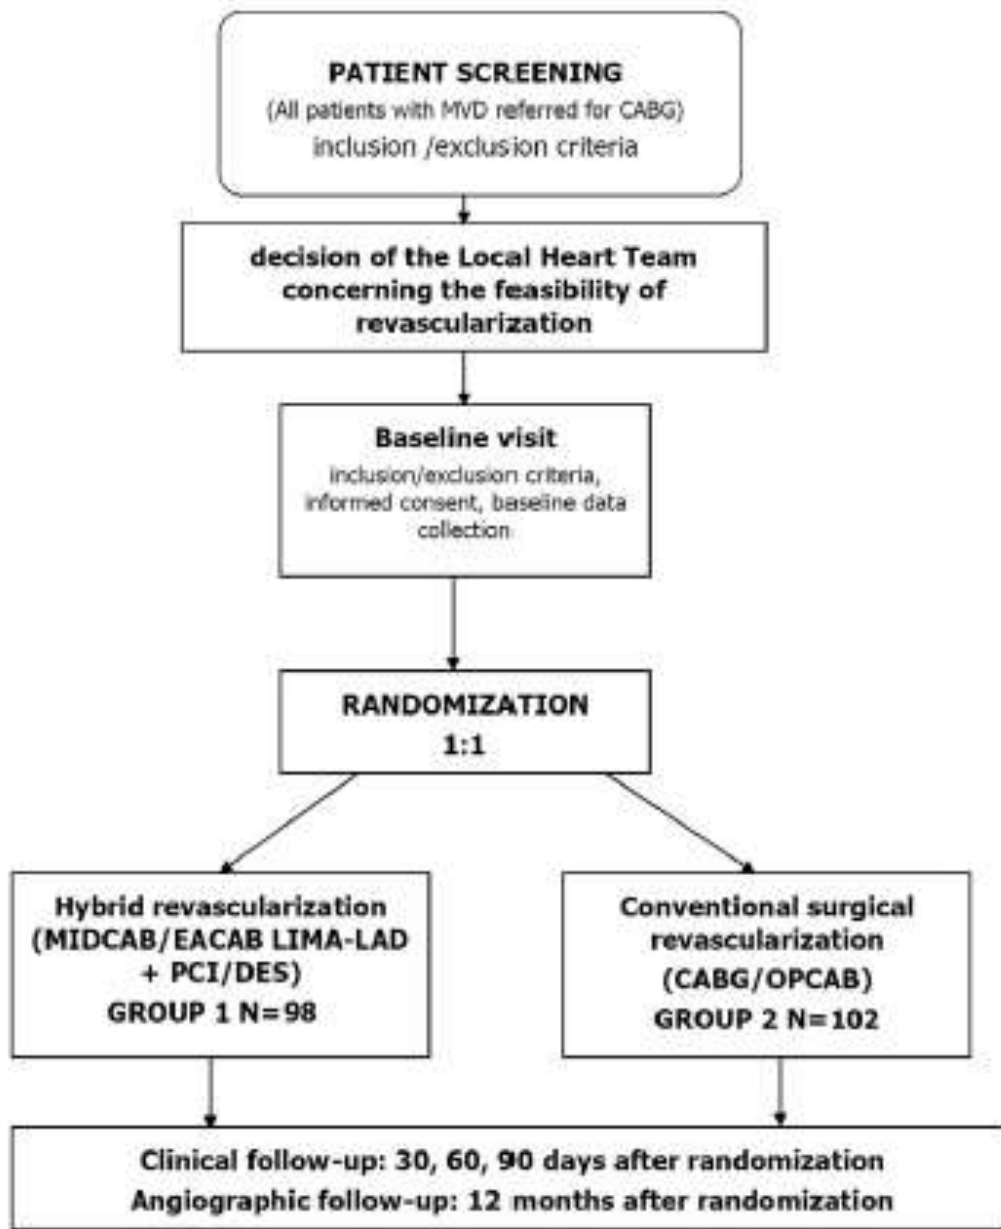 PATIENT SCREENING
(All patients with MVD referred for CABG)
inclusion /exclusion criteria
decision of the Local Heart Team
concerning the feasibility of
revascularization
Baseline visit
inclusion/exclusion criteria,
informed consent, baseline data
collection
RANDOMIZATION
1:1
Hybrid revascularization
(MIDCAB/EACAB LIMA-LAD
+ PCI/DES)
GROUP 1 N=98
Conventional surgical
revascularization
(CABG/OPCAB)
GROUP 2 N=102
Clinical follow-up: 30, 60, 90 days after randomization
Angiographic follow-up: 12 months after randomization